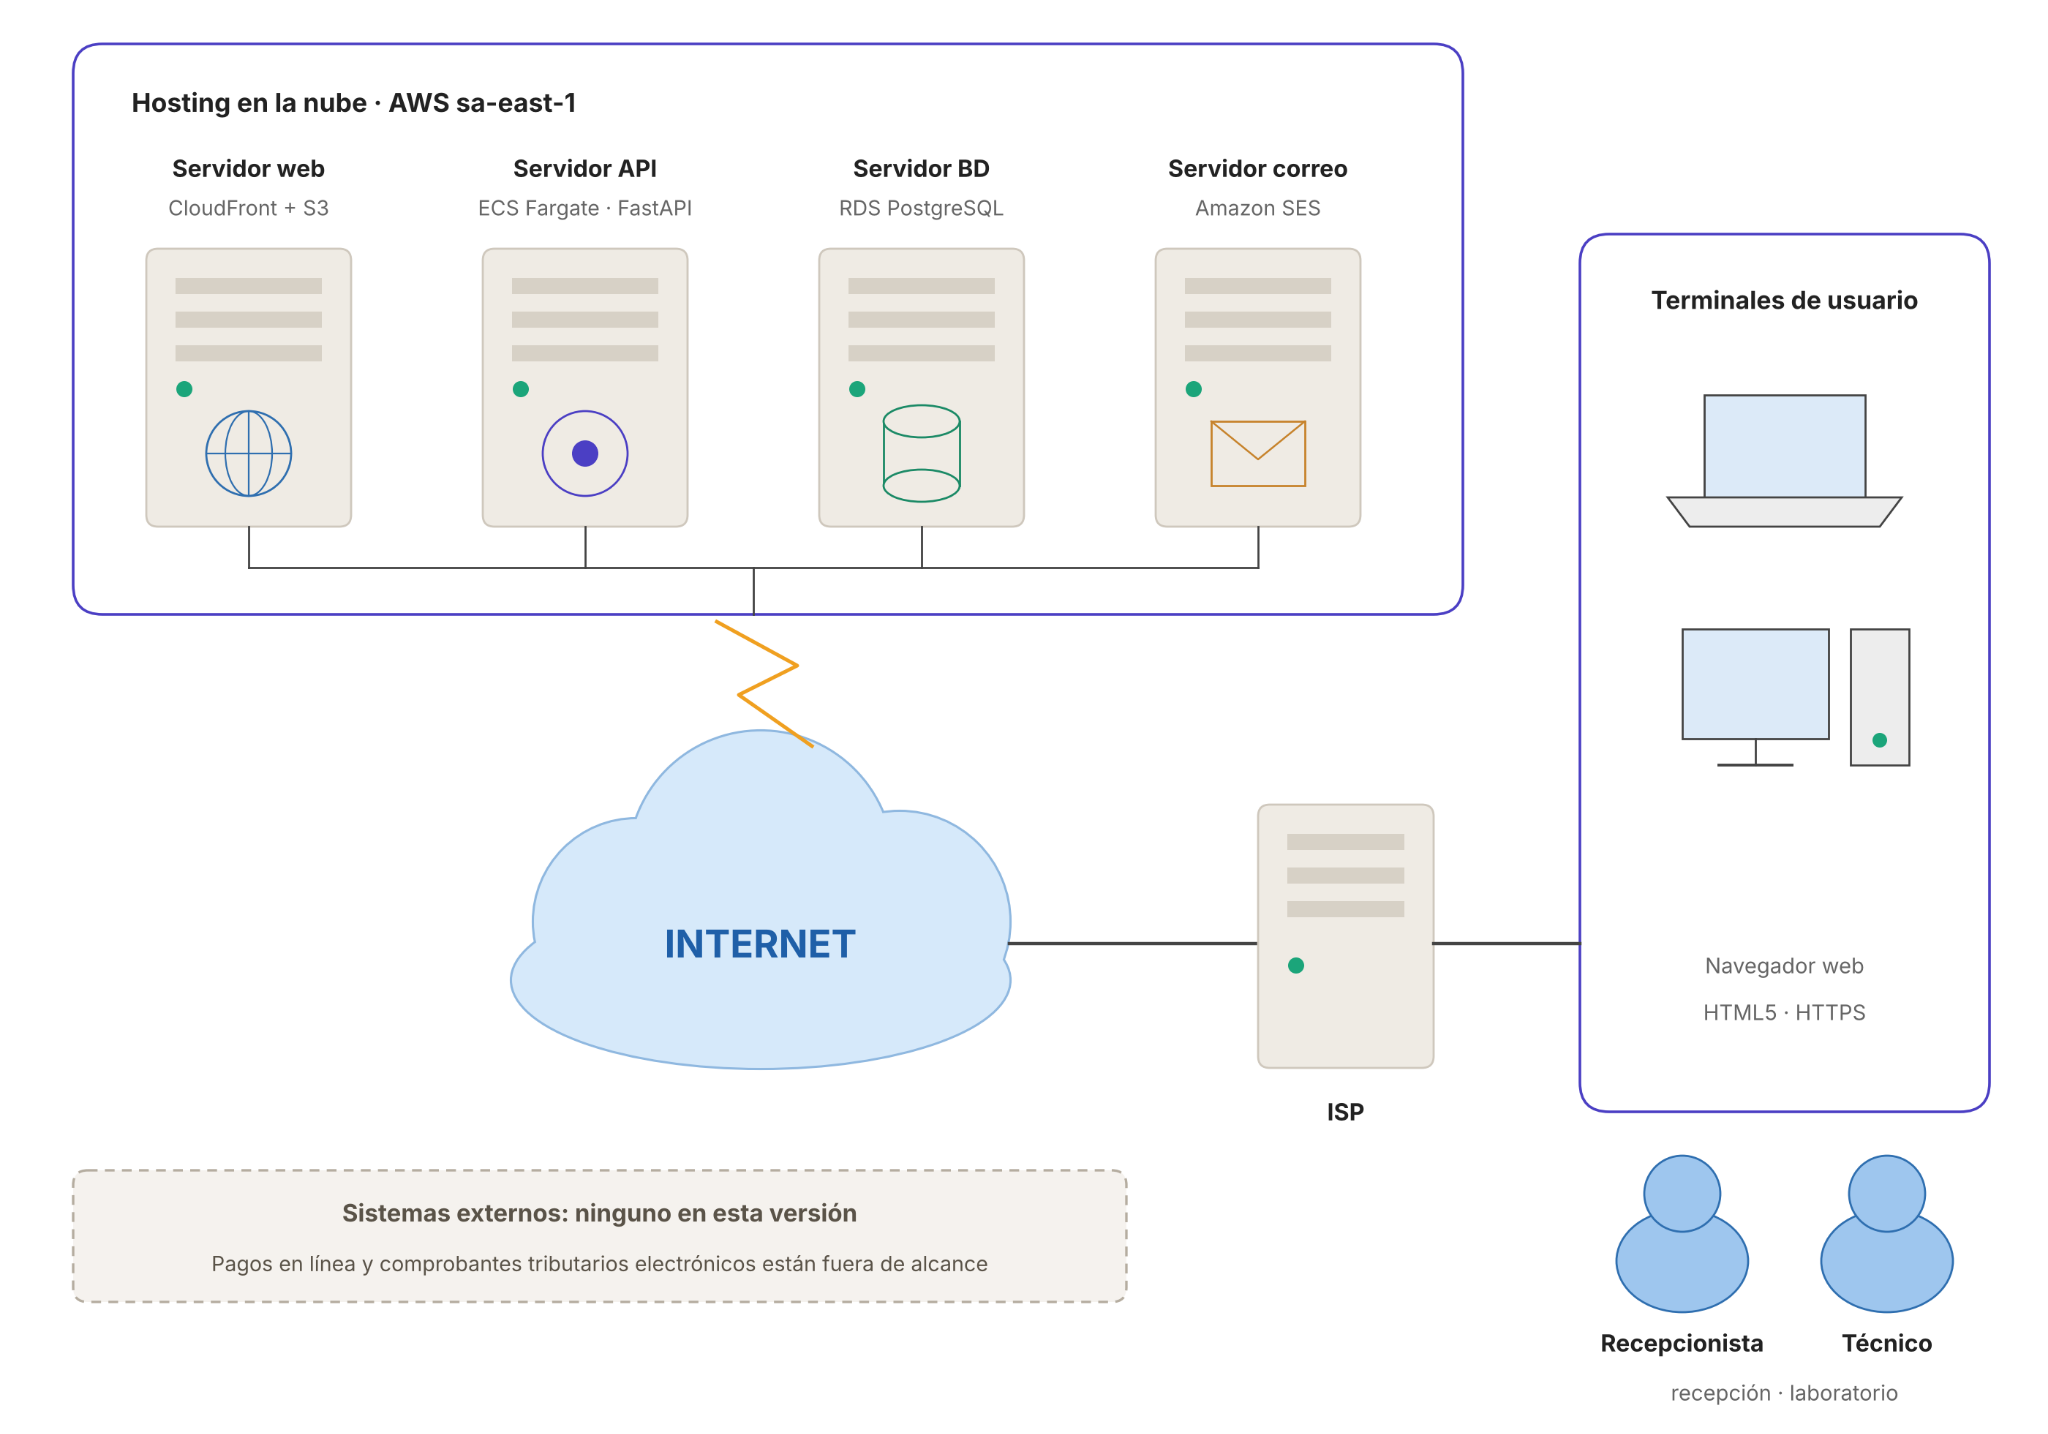 Hosting en la nube · AWS sa-east-1
Servidor web
CloudFront + S3
Servidor API
ECS Fargate · FastAPI
Servidor BD
RDS PostgreSQL
Servidor correo
Amazon SES
Terminales de usuario
INTERNET
Navegador web
HTML5 · HTTPS
ISP
Sistemas externos: ninguno en esta versión
Pagos en línea y comprobantes tributarios electrónicos están fuera de alcance
Recepcionista
Técnico
recepción · laboratorio